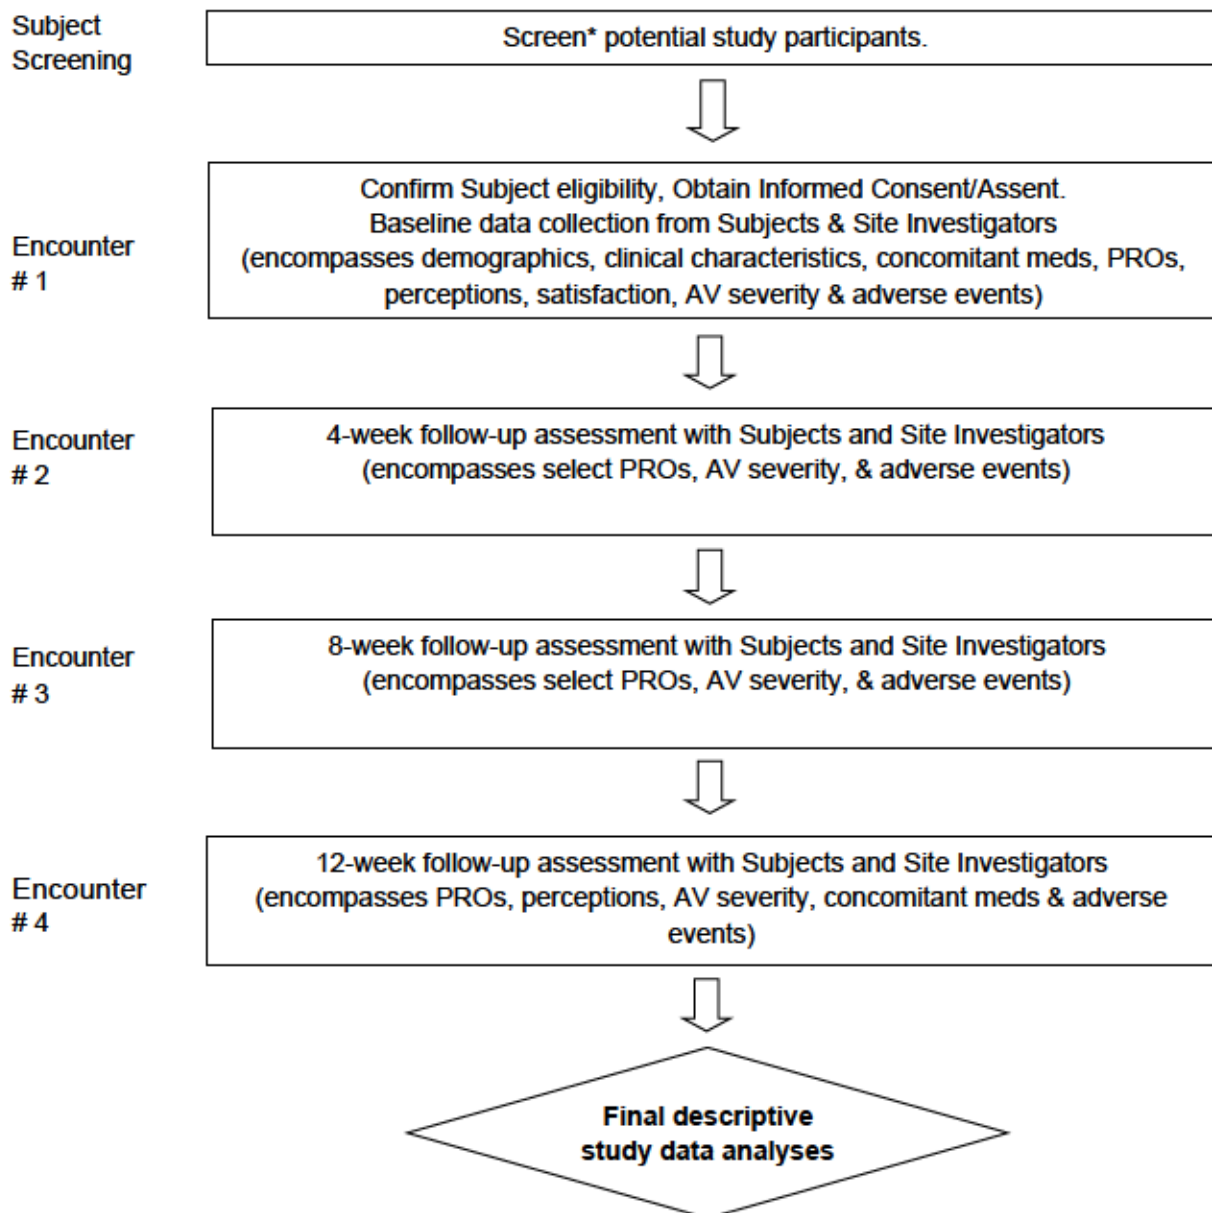 Subject
Screening
Screen* potential study participants.
Encounter
# 1
Confirm Subject eligibility, Obtain Informed Consent/Assent.
Baseline data collection from Subjects & Site Investigators
(encompasses demographics, clinical characteristics, concomitant meds, PROs,
perceptions, satisfaction, AV severity & adverse events)
Encounter
# 2
4-week follow-up assessment with Subjects and Site Investigators
(encompasses select PROs, AV severity, & adverse events)
Encounter
# 3
8-week follow-up assessment with Subjects and Site Investigators
(encompasses select PROs, AV severity, & adverse events)
Encounter
# 4
12-week follow-up assessment with Subjects and Site Investigators
(encompasses PROs, perceptions, AV severity, concomitant meds & adverse
events)
Final descriptive
study data analyses